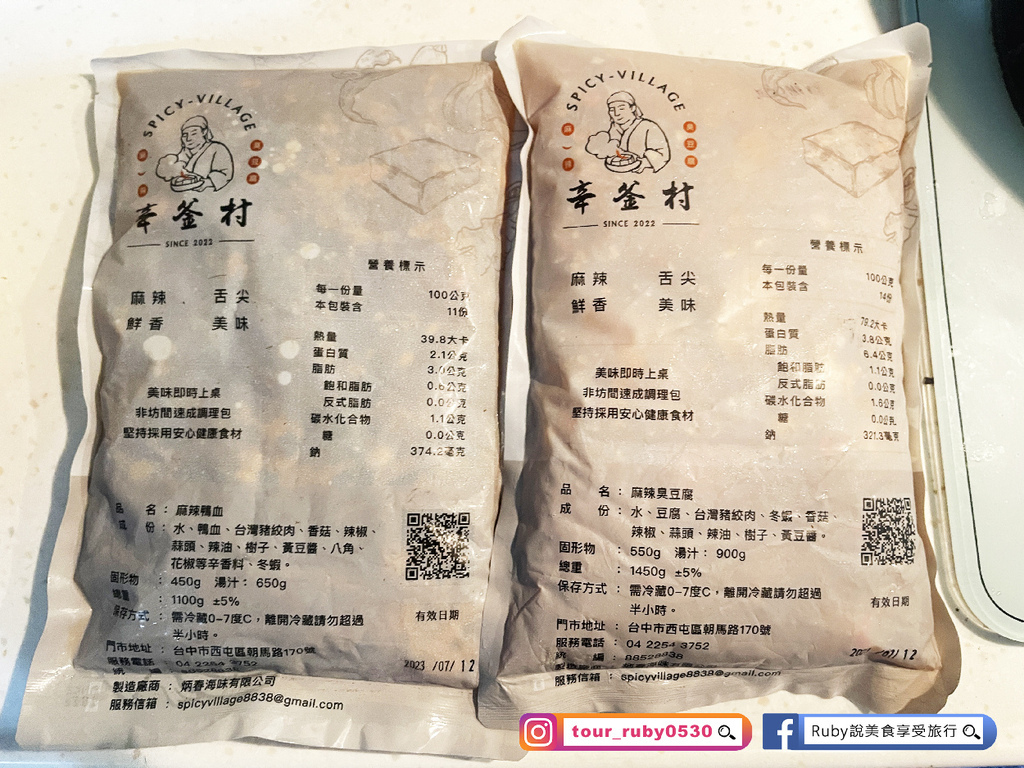 SPICY-VILLAGE
辛釜村
SINCE 2022
麻辣 舌尖
鮮香 美味
美味即時上桌
非坊間速成調理包
堅持採用安心健康食材
營養標示
每一份量 100公克
本包裝含 11份
熱量 39.8大卡
蛋白質 2.1公克
脂肪 3.0公克
飽和脂肪 0.6公克
反式脂肪 0.0公克
碳水化合物 1.1公克
糖 0.0公克
鈉 374.2毫克
品名：麻辣鴨血
成份：水、鴨血、台灣豬絞肉、香菇、辣椒、
蒜頭、辣油、樹子、黃豆醬、八角、
花椒等辛香料、冬蝦。
固形物：450g 湯汁：650g
總重：1100g ±5%
保存方式：需冷藏0-7度C，離開冷藏請勿超過
半小時。
有效日期
門市地址：台中市西屯區朝馬路170號
服務電話：04 2254 3752
2023 /07/ 12
製造廠商：炳春海味有限公司
服務信箱：spicyvillage8838@gmail.com
SPICY-VILLAGE
辛釜村
SINCE 2022
麻辣 舌尖
鮮香 美味
美味即時上桌
非坊間速成調理包
堅持採用安心健康食材
營養標示
每一份量 100公克
本包裝含 14份
熱量 79.2大卡
蛋白質 3.8公克
脂肪 6.4公克
飽和脂肪 1.1公克
反式脂肪 0.0公克
碳水化合物 1.6公克
糖 0.0公克
鈉 321.3毫克
品名：麻辣臭豆腐
成份：水、豆腐、台灣豬絞肉、冬蝦、香菇
辣椒、蒜頭、辣油、樹子、黃豆醬。
固形物：550g 湯汁：900g
總重：1450g ±5%
保存方式：需冷藏0-7度C，離開冷藏請勿超過
半小時。
有效日期
門市地址：台中市西屯區朝馬路170號
服務電話：04 2254 3752
服務信箱：spicyvillage8838@gmail.com
tour_ruby0530
Ruby說美食享受旅行